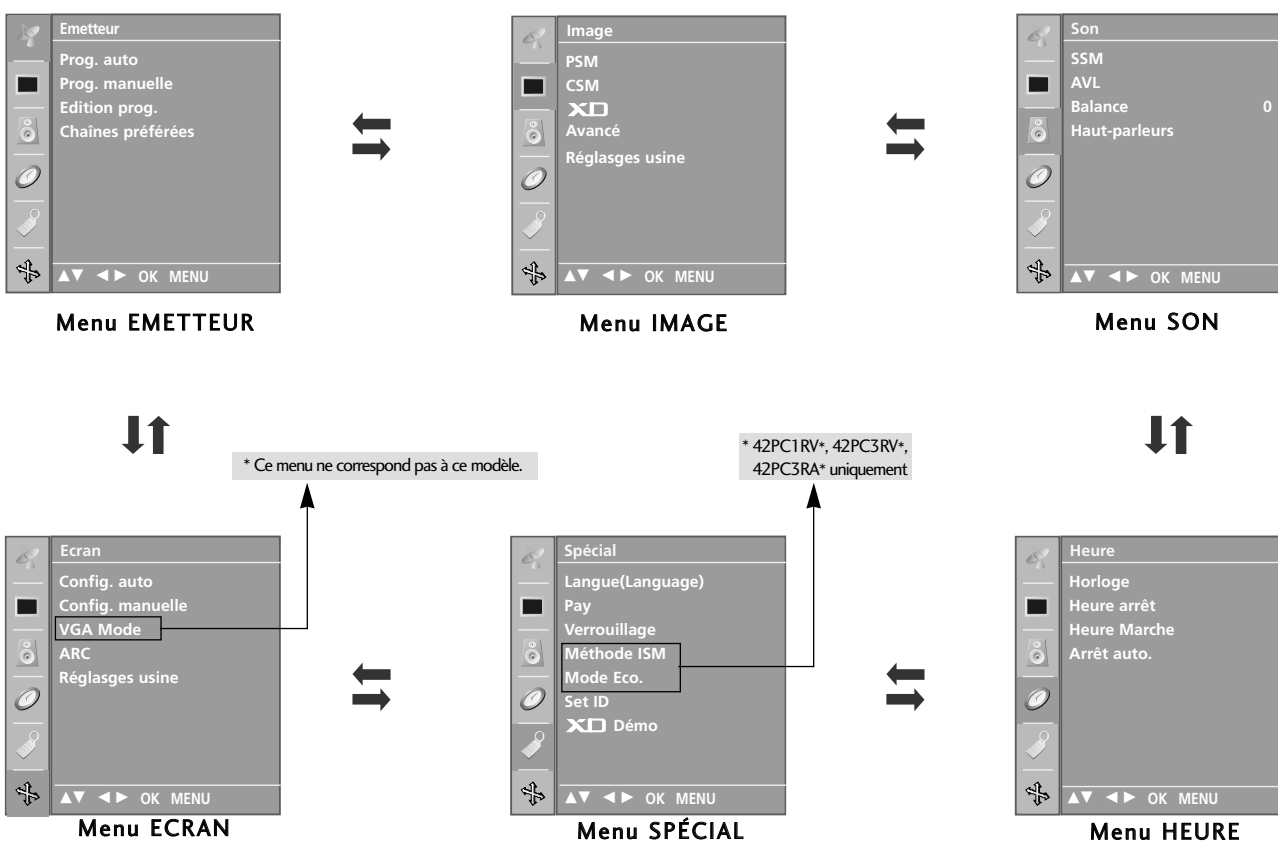 Emetteur
Prog. auto
Prog. manuelle
Edition prog.
Chaînes préférées
▲▼ ◄► OK MENU
Menu EMETTEUR
Image
PSM
CSM
XD
Avancé
Réglasges usine
▲▼ ◄► OK MENU
Menu IMAGE
Son
SSM
AVL
Balance 0
Haut-parleurs
▲▼ ◄► OK MENU
Menu SON
* Ce menu ne correspond pas à ce modèle.
* 42PC1RV*, 42PC3RV*,
42PC3RA* uniquement
Ecran
Config. auto
Config. manuelle
VGA Mode
ARC
Réglasges usine
▲▼ ◄► OK MENU
Menu ECRAN
Spécial
Langue(Language)
Pay
Verrouillage
Méthode ISM
Mode Eco.
Set ID
XD Démo
▲▼ ◄► OK MENU
Menu SPÉCIAL
Heure
Horloge
Heure arrêt
Heure Marche
Arrêt auto.
▲▼ ◄► OK MENU
Menu HEURE